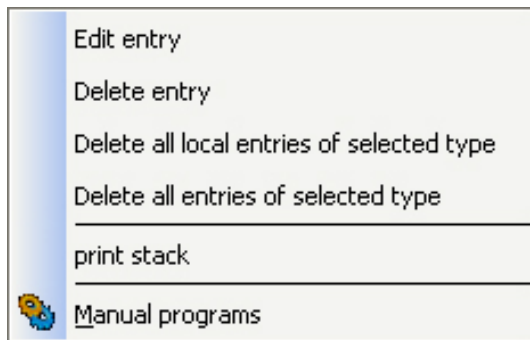 Edit entry
Delete entry
Delete all local entries of selected type
Delete all entries of selected type
print stack
Manual programs